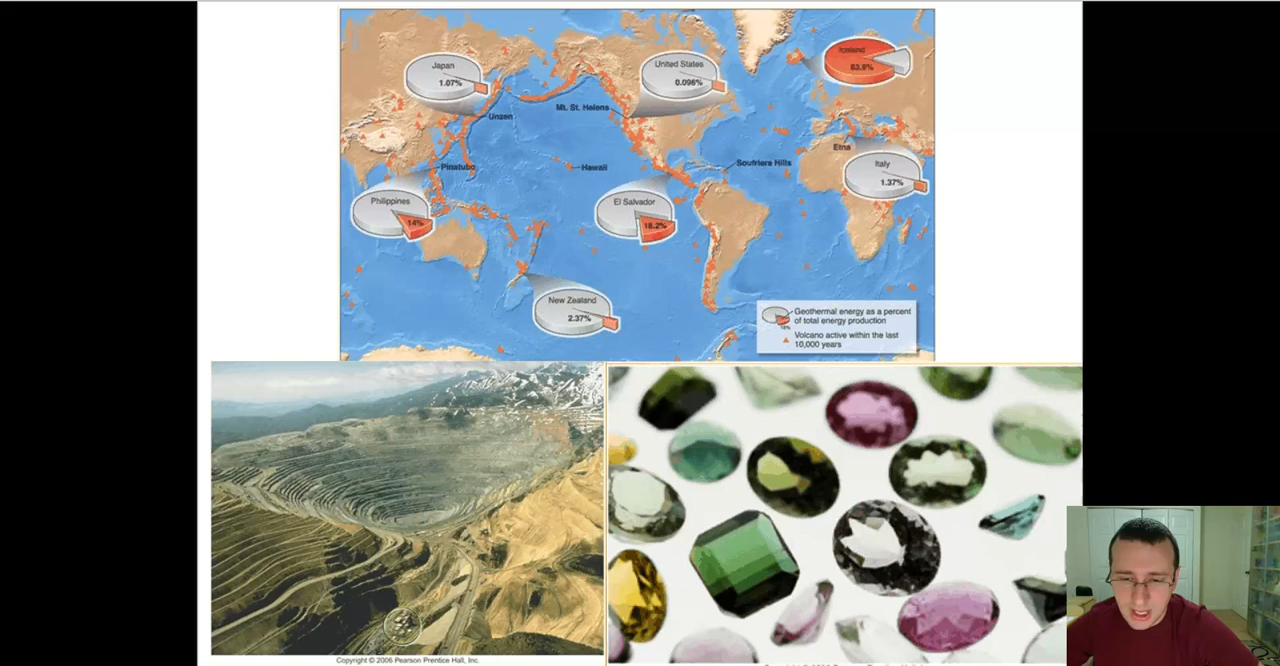 Japan
1.07%
United States
0.096%
Iceland
63.9%
Mt. St. Helens
Unzen
Etna
Pinatubo
Hawaii
Soufriere Hills
Italy
1.37%
Philippines
14%
El Salvador
18.2%
New Zealand
2.37%
Geothermal energy as a percent
of total energy production
Volcano active within the last
10,000 years
Copyright © 2006 Pearson Prentice Hall, Inc.